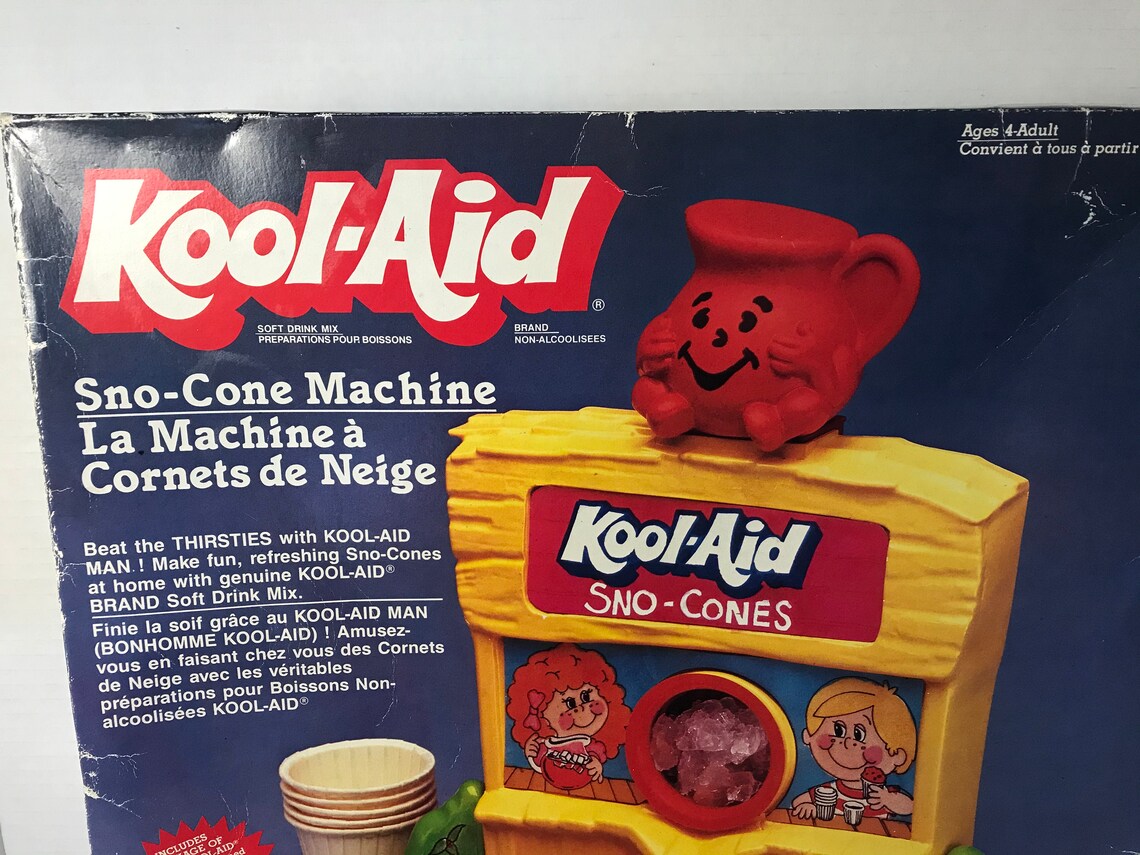 Ages 4-Adult
Convient à tous à partir
Kool-Aid®
SOFT DRINK MIX
PREPARATIONS POUR BOISSONS
BRAND
NON-ALCOOLISEES
Sno-Cone Machine
La Machine à
Cornets de Neige
Beat the THIRSTIES with KOOL-AID
MAN.! Make fun, refreshing Sno-Cones
at home with genuine KOOL-AID®
BRAND Soft Drink Mix.
Finie la soif grâce au KOOL-AID MAN
(BONHOMME KOOL-AID) ! Amusez-
vous en faisant chez vous des Cornets
de Neige avec les véritables
préparations pour Boissons Non-
alcoolisées KOOL-AID®
Kool-Aid
SNO-CONES
INCLUDES
OF